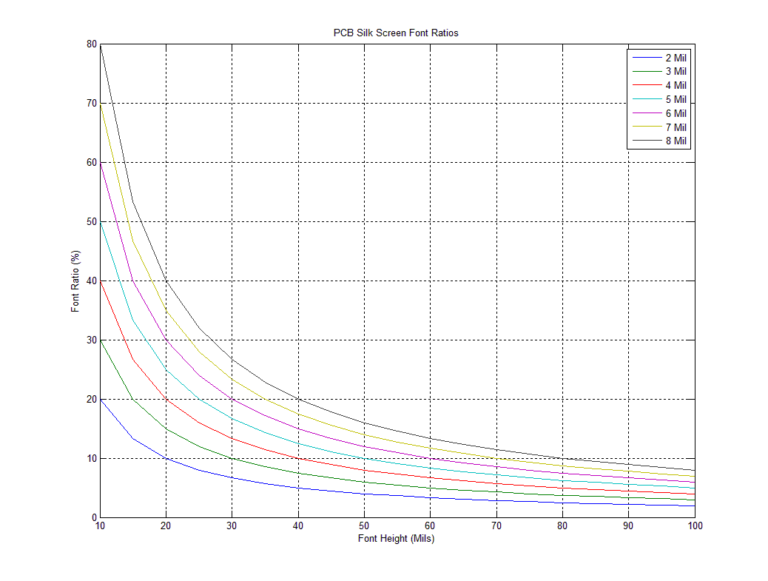 PCB Silk Screen Font Ratios
2 Mil
3 Mil
4 Mil
5 Mil
6 Mil
7 Mil
8 Mil
Font Ratio (%)
80
70
60
50
40
30
20
10
0
10 20 30 40 50 60 70 80 90 100
Font Height (Mils)